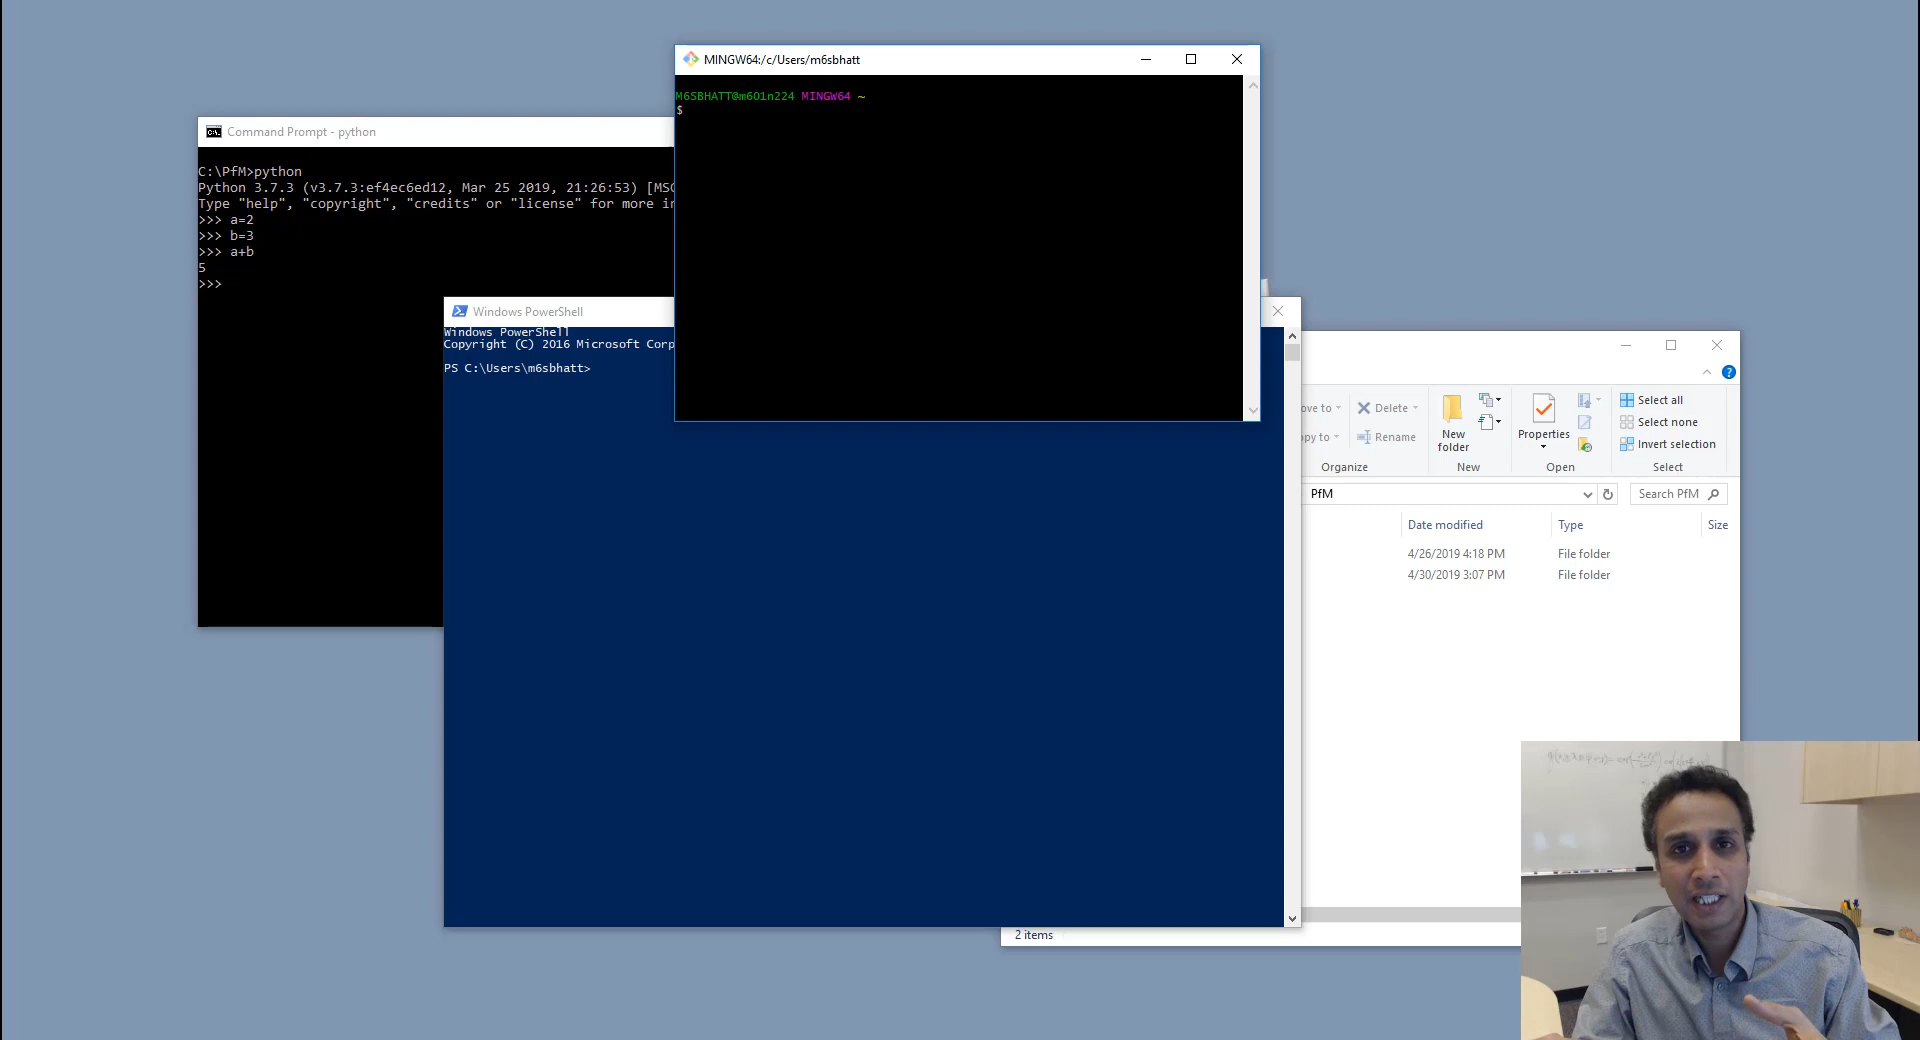 MINGW64:/c/Users/m6sbhatt
M6SBHATT@m6O1n224 MINGW64 ~
$
Command Prompt - python
C:\PfM>python
Python 3.7.3 (v3.7.3:ef4ec6ed12, Mar 25 2019, 21:26:53) [MSC
Type "help", "copyright", "credits" or "license" for more in
>>> a=2
>>> b=3
>>> a+b
5
>>>
Windows PowerShell
Windows PowerShell
Copyright (C) 2016 Microsoft Corp
PS C:\Users\m6sbhatt>
ove to
Delete
opy to
Rename
Organize
New
folder
New
Properties
Open
Select all
Select none
Invert selection
Select
PfM
Search PfM
Date modified Type Size
4/26/2019 4:18 PM File folder
4/30/2019 3:07 PM File folder
2 items